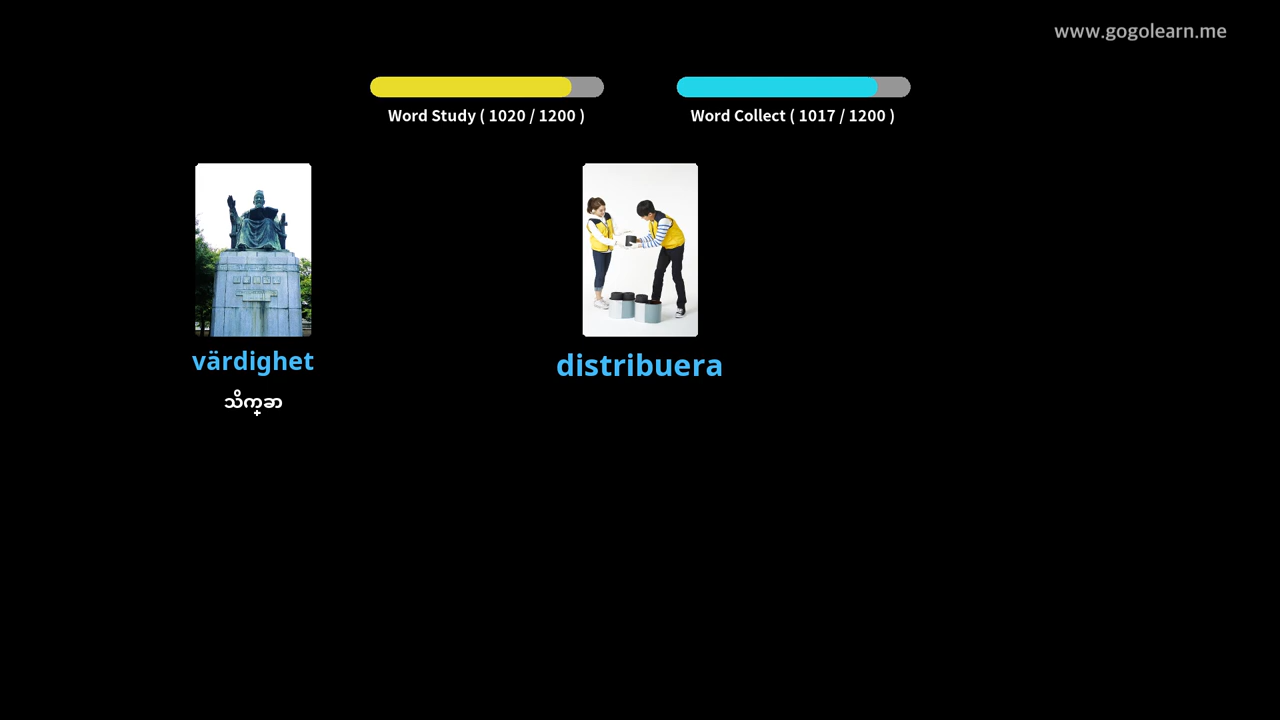 www.gogolearn.me
Word Study ( 1020 / 1200 )
Word Collect ( 1017 / 1200 )
värdighet
သိက္ခာ
distribuera